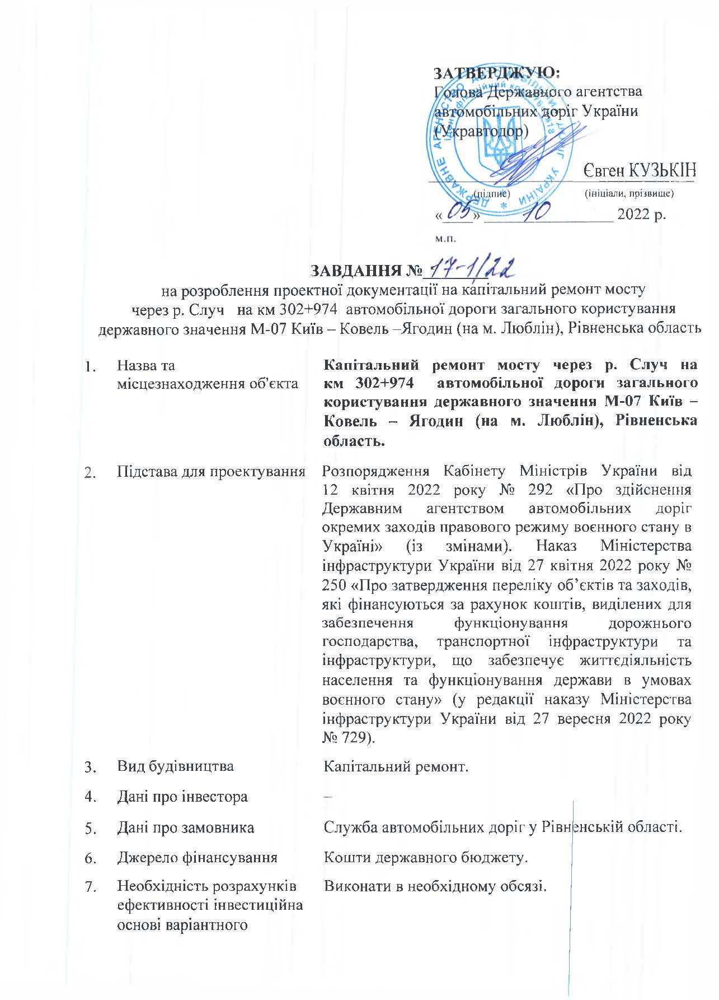 ЗАТВЕРДЖУЮ:
Голова Державного агентства
автомобільних доріг України
(Укравтодор)
ДЕРЖАВНЕ АГЕНТСТВО АВТОМОБІЛЬНИХ ДОРІГ УКРАЇНИ
Євген КУЗЬКІН
(підпис) (ініціали, прізвище)
«05» 10 2022 р.
м.п.
ЗАВДАННЯ № 17-1/22
на розроблення проектної документації на капітальний ремонт мосту
через р. Случ на км 302+974 автомобільної дороги загального користування
державного значення М-07 Київ – Ковель –Ягодин (на м. Люблін), Рівненська область
1. Назва та
місцезнаходження об'єкта
Капітальний ремонт мосту через р. Случ на
км 302+974 автомобільної дороги загального
користування державного значення М-07 Київ –
Ковель – Ягодин (на м. Люблін), Рівненська
область.
2. Підстава для проектування
Розпорядження Кабінету Міністрів України від
12 квітня 2022 року № 292 «Про здійснення
Державним агентством автомобільних доріг
окремих заходів правового режиму воєнного стану в
Україні» (із змінами). Наказ Міністерства
інфраструктури України від 27 квітня 2022 року №
250 «Про затвердження переліку об’єктів та заходів,
які фінансуються за рахунок коштів, виділених для
забезпечення функціонування дорожнього
господарства, транспортної інфраструктури та
інфраструктури, що забезпечує життєдіяльність
населення та функціонування держави в умовах
воєнного стану» (у редакції наказу Міністерства
інфраструктури України від 27 вересня 2022 року
№ 729).
3. Вид будівництва Капітальний ремонт.
4. Дані про інвестора –
5. Дані про замовника Служба автомобільних доріг у Рівненській області.
6. Джерело фінансування Кошти державного бюджету.
7. Необхідність розрахунків Виконати в необхідному обсязі.
ефективності інвестиційна
основі варіантного